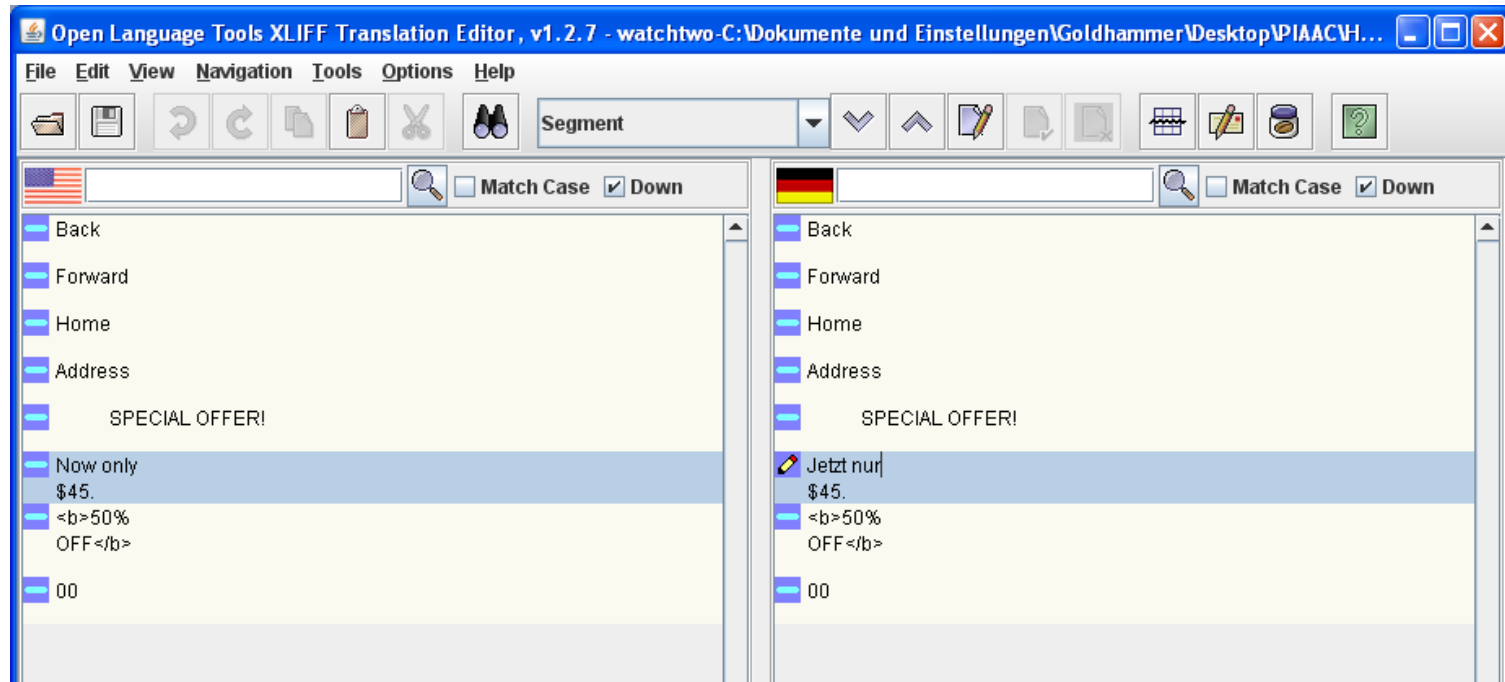 Open Language Tools XLIFF Translation Editor, v1.2.7 - watchtwo-C:\Dokumente und Einstellungen\Goldhammer\Desktop\PIAAC\H...
File Edit View Navigation Tools Options Help
Segment
Match Case Down
Match Case Down
Back
Forward
Home
Address
SPECIAL OFFER!
Now only
$45.
<b>50%
OFF</b>
00
Back
Forward
Home
Address
SPECIAL OFFER!
Jetzt nur
$45.
<b>50%
OFF</b>
00